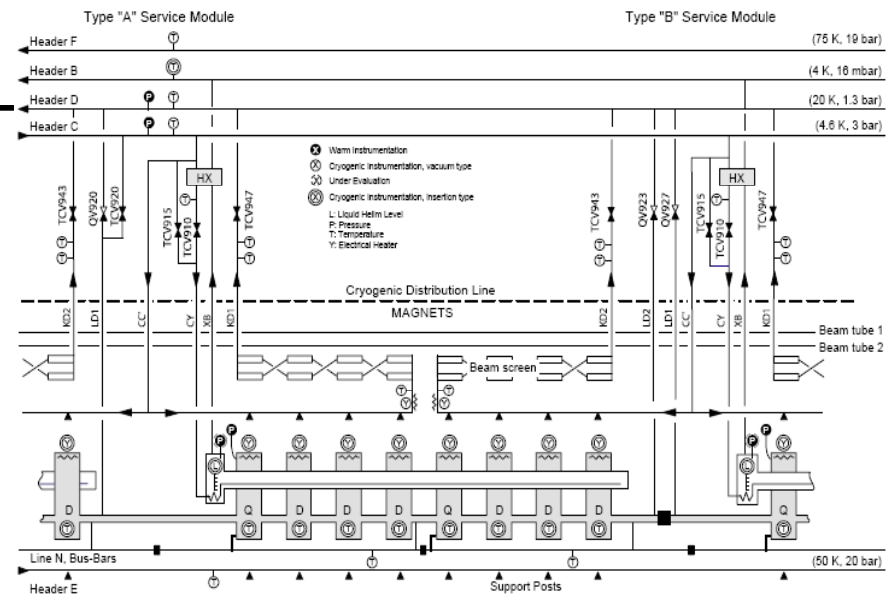 Type "A" Service Module
Type "B" Service Module
Header F
T
(75 K, 19 bar)
Header B
T
(4 K, 16 mbar)
Header D
P
T
(20 K, 1.3 bar)
Header C
P
T
(4.6 K, 3 bar)
X Warm Instrumentation
X Cryogenic Instrumentation, vacuum type
X Under Evaluation
X Cryogenic Instrumentation, insertion type
L: Liquid Helim Level
P: Pressure
T: Temperature
Y: Electrical Heater
HX
HX
TCV943
QV920
TCV920
TCV915
TCV910
TCV947
TCV943
QV923
QV927
TCV915
TCV910
TCV947
T
T
T
T
T
T
T
T
T
T
Cryogenic Distribution Line
MAGNETS
KD2
LD1
CC'
CY
XB
KD1
KD2
LD2
LD1
CC'
CY
XB
KD1
Beam tube 1
Beam tube 2
Beam screen
T
T
Y
Y
Y
P
P
Y
Y
Y
Y
Y
Y
Y
Y
P
P
Y
L
L
D
Q
D
D
D
Q
D
D
D
Q
T
T
T
T
T
T
T
T
T
T
Line N, Bus-Bars
T
T
(50 K, 20 bar)
Header E
T
Support Posts